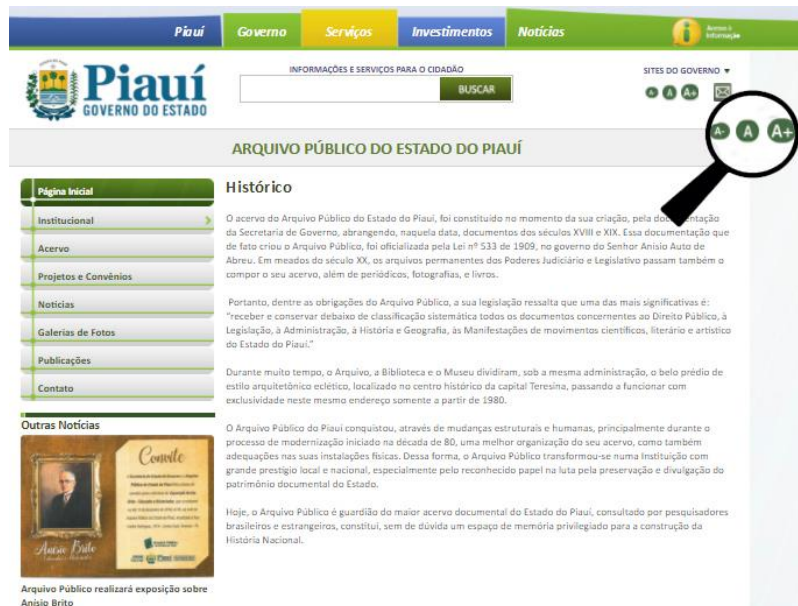 Piauí Governo Serviços Investimentos Notícias
Acesso à
Informação
Piauí
GOVERNO DO ESTADO
INFORMAÇÕES E SERVIÇOS PARA O CIDADÃO
BUSCAR
SITES DO GOVERNO ▼
A- A A+
A- A A+
ARQUIVO PÚBLICO DO ESTADO DO PIAUÍ
Página Inicial
Institucional
Acervo
Projetos e Convênios
Notícias
Galerias de Fotos
Publicações
Contato
Outras Notícias
Convite
Anísio Brito
Arquivo Público realizará exposição sobre
Anísio Brito
Histórico
O acervo do Arquivo Público do Estado do Piauí, foi constituído no momento da sua criação, pela documentação
da Secretaria de Governo, abrangendo, naquela data, documentos dos séculos XVIII e XIX. Essa documentação que
de fato criou o Arquivo Público, foi oficializada pela Lei nº 533 de 1909, no governo do Senhor Anísio Auto de
Abreu. Em meados do século XX, os arquivos permanentes dos Poderes Judiciário e Legislativo passam também o
compor o seu acervo, além de periódicos, fotografias, e livros.
Portanto, dentre as obrigações do Arquivo Público, a sua legislação ressalta que uma das mais significativas é:
"receber e conservar debaixo de classificação sistemática todos os documentos concernentes ao Direito Público, à
Legislação, à Administração, à História e Geografia, às Manifestações de movimentos científicos, literário e artístico
do Estado do Piauí."
Durante muito tempo, o Arquivo, a Biblioteca e o Museu dividiram, sob a mesma administração, o belo prédio de
estilo arquitetônico eclético, localizado no centro histórico da capital Teresina, passando a funcionar com
exclusividade neste mesmo endereço somente a partir de 1980.
O Arquivo Público do Piauí conquistou, através de mudanças estruturais e humanas, principalmente durante o
processo de modernização iniciado na década de 80, uma melhor organização do seu acervo, como também
adequações nas suas instalações físicas. Dessa forma, o Arquivo Público transformou-se numa Instituição com
grande prestígio local e nacional, especialmente pelo reconhecido papel na luta pela preservação e divulgação do
patrimônio documental do Estado.
Hoje, o Arquivo Público é guardião do maior acervo documental do Estado do Piauí, consultado por pesquisadores
brasileiros e estrangeiros, constitui, sem de dúvida um espaço de memória privilegiado para a construção da
História Nacional.